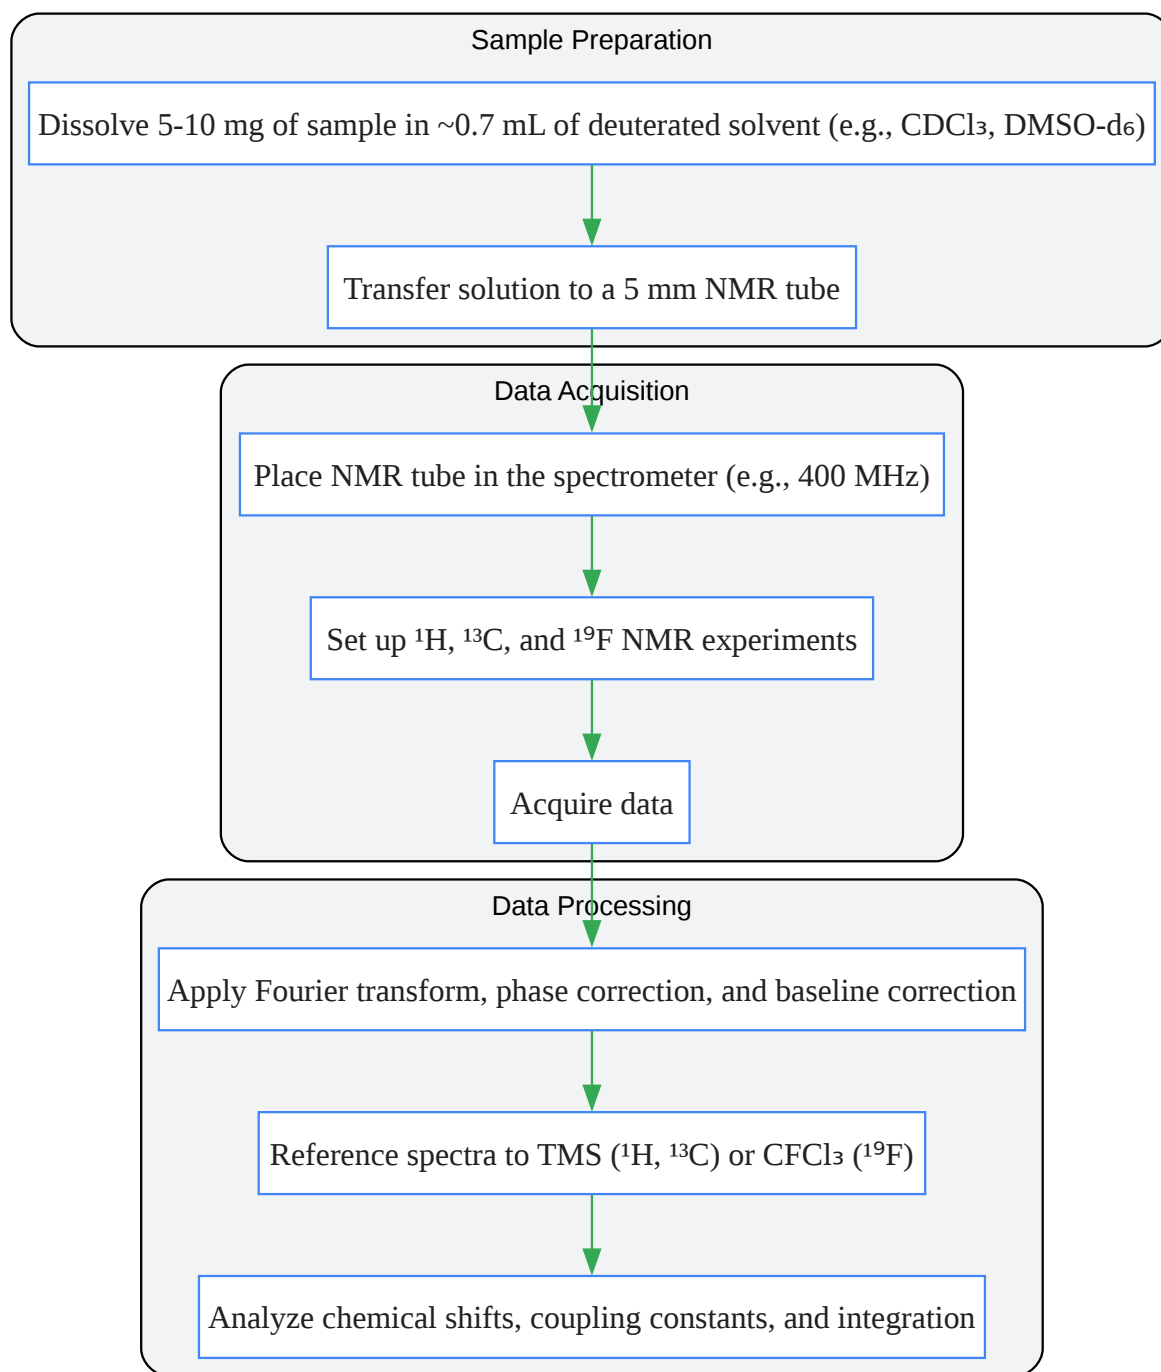 Sample Preparation
Dissolve 5-10 mg of sample in ~0.7 mL of deuterated solvent (e.g., CDCl₃, DMSO-d₆)
Transfer solution to a 5 mm NMR tube
Data Acquisition
Place NMR tube in the spectrometer (e.g., 400 MHz)
Set up ¹H, ¹³C, and ¹⁹F NMR experiments
Acquire data
Data Processing
Apply Fourier transform, phase correction, and baseline correction
Reference spectra to TMS (¹H, ¹³C) or CFCl₃ (¹⁹F)
Analyze chemical shifts, coupling constants, and integration